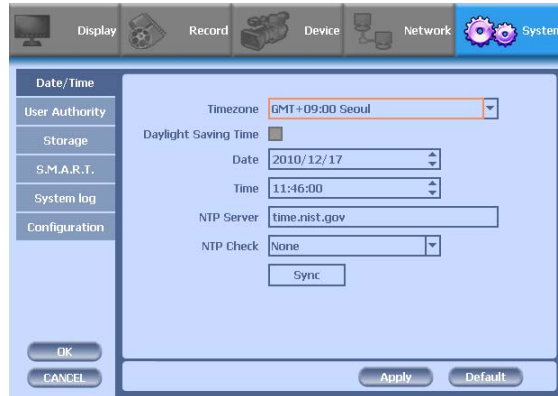 Display Record Device Network System
Date/Time
User Authority
Storage
S.M.A.R.T.
System log
Configuration
Timezone GMT+09:00 Seoul
Daylight Saving Time
Date 2010/12/17
Time 11:46:00
NTP Server time.nist.gov
NTP Check None
Sync
OK
CANCEL
Apply Default